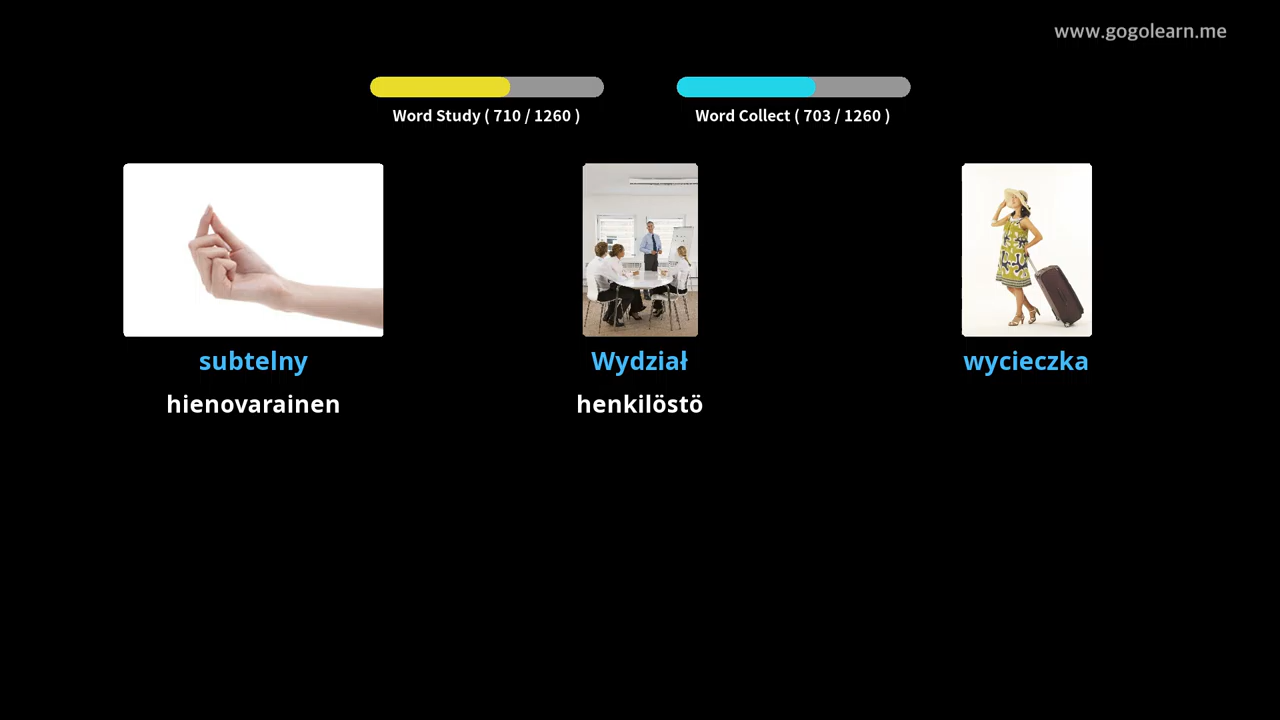 www.gogolearn.me
Word Study ( 710 / 1260 )
Word Collect ( 703 / 1260 )
subtelny
Wydział
wycieczka
hienovarainen
henkilöstö